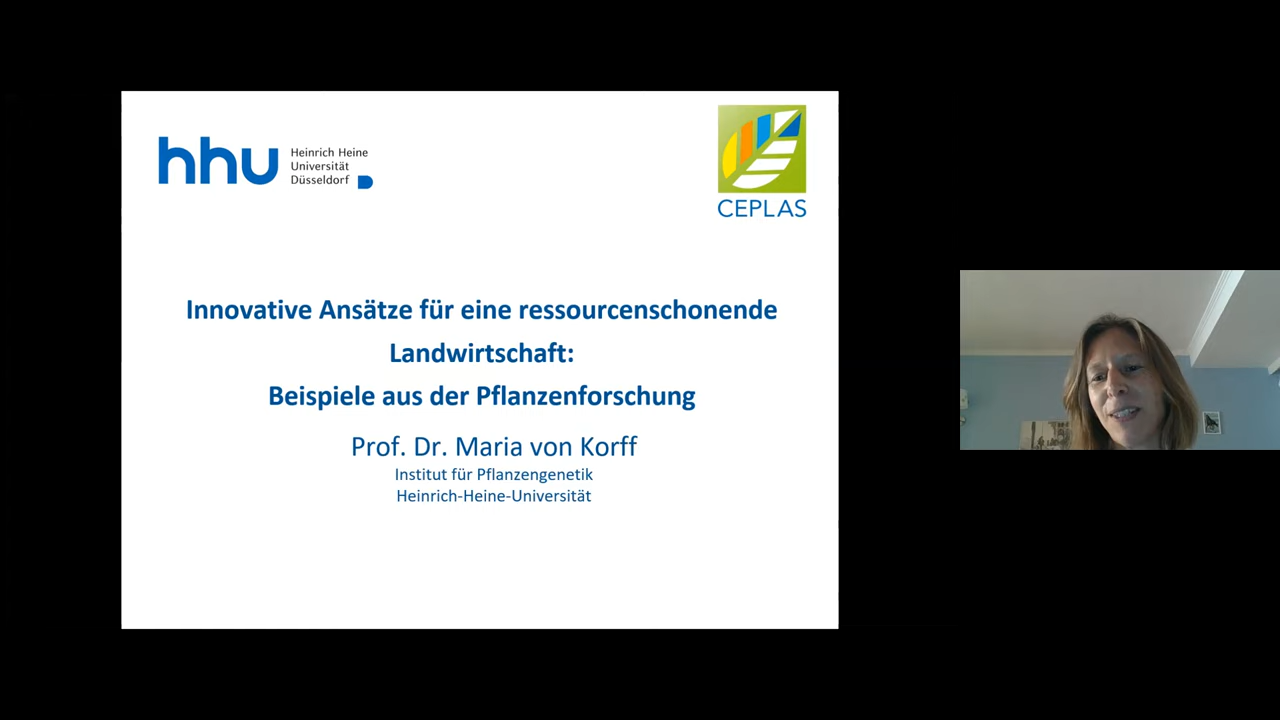 hhu
Heinrich Heine
Universität
Düsseldorf
CEPLAS
Innovative Ansätze für eine ressourcenschonende
Landwirtschaft:
Beispiele aus der Pflanzenforschung
Prof. Dr. Maria von Korff
Institut für Pflanzengenetik
Heinrich-Heine-Universität